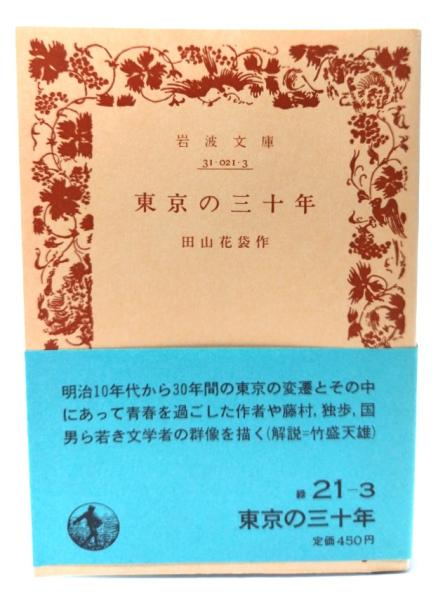 岩波文庫
31-021-3
東京の三十年
田山花袋作
明治10年代から30年間の東京の変遷とその中
にあって青春を過ごした作者や藤村，独歩，国
男ら若き文学者の群像を描く(解説=竹盛天雄)
緑 21-3
東京の三十年
定価450円